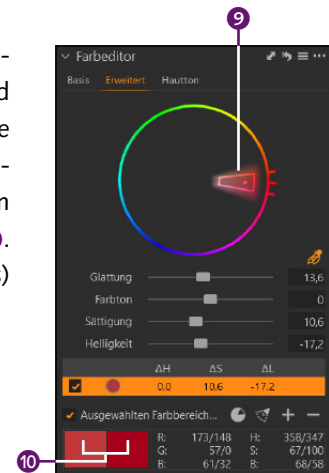 ❾
-
d
e
-
n
).
)
Farbeditor
Basis Erweitert Hautton
Glättung 13,6
Farbton 0
Sättigung 10,6
Helligkeit -17,2
ΔH ΔS ΔL
0,0 10,6 -17,2
Ausgewählten Farbbereich...
❿
R: 173/148 H: 358/347
G: 57/0 S: 67/100
B: 61/32 B: 68/58